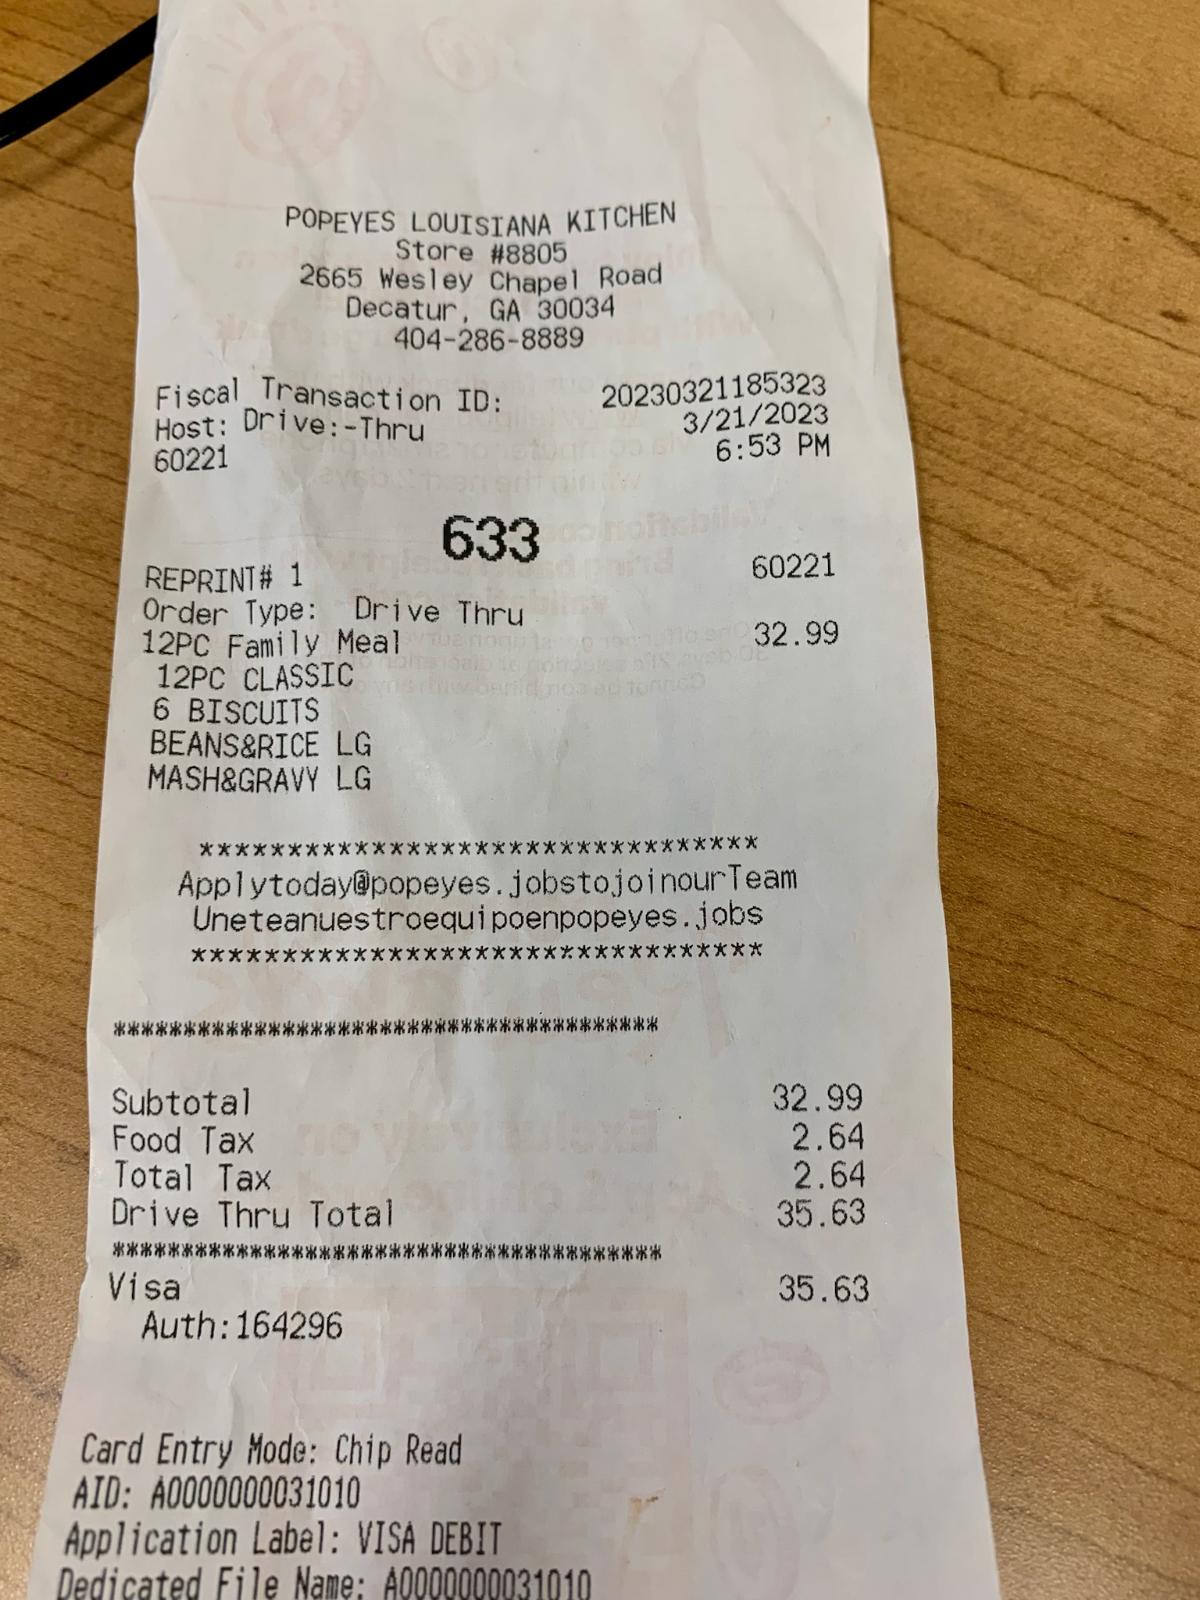 POPEYES LOUISIANA KITCHEN
Store #8805
2665 Wesley Chapel Road
Decatur, GA 30034
404-286-8889
Fiscal Transaction ID: 20230321185323
Host: Drive:-Thru 3/21/2023
60221 6:53 PM
633
REPRINT# 1 60221
Order Type: Drive Thru
12PC Family Meal 32.99
12PC CLASSIC
6 BISCUITS
BEANS&RICE LG
MASH&GRAVY LG
*********************************
Applytoday@popeyes.jobstojoinourTeam
Uneteanuestroequipoenpopeyes.jobs
*********************************
***************************************
Subtotal 32.99
Food Tax 2.64
Total Tax 2.64
Drive Thru Total 35.63
***************************************
Visa 35.63
Auth:164296
Card Entry Mode: Chip Read
AID: A0000000031010
Application Label: VISA DEBIT
Dedicated File Name: A0000000031010